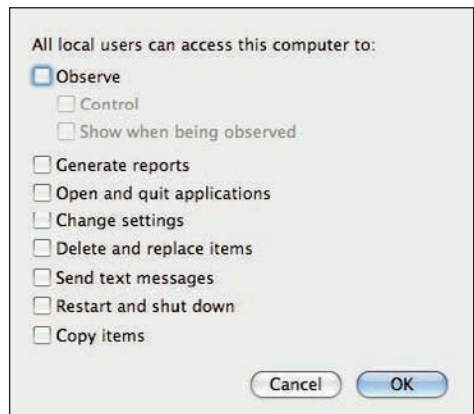 All local users can access this computer to:
Observe
Control
Show when being observed
Generate reports
Open and quit applications
Change settings
Delete and replace items
Send text messages
Restart and shut down
Copy items
Cancel OK